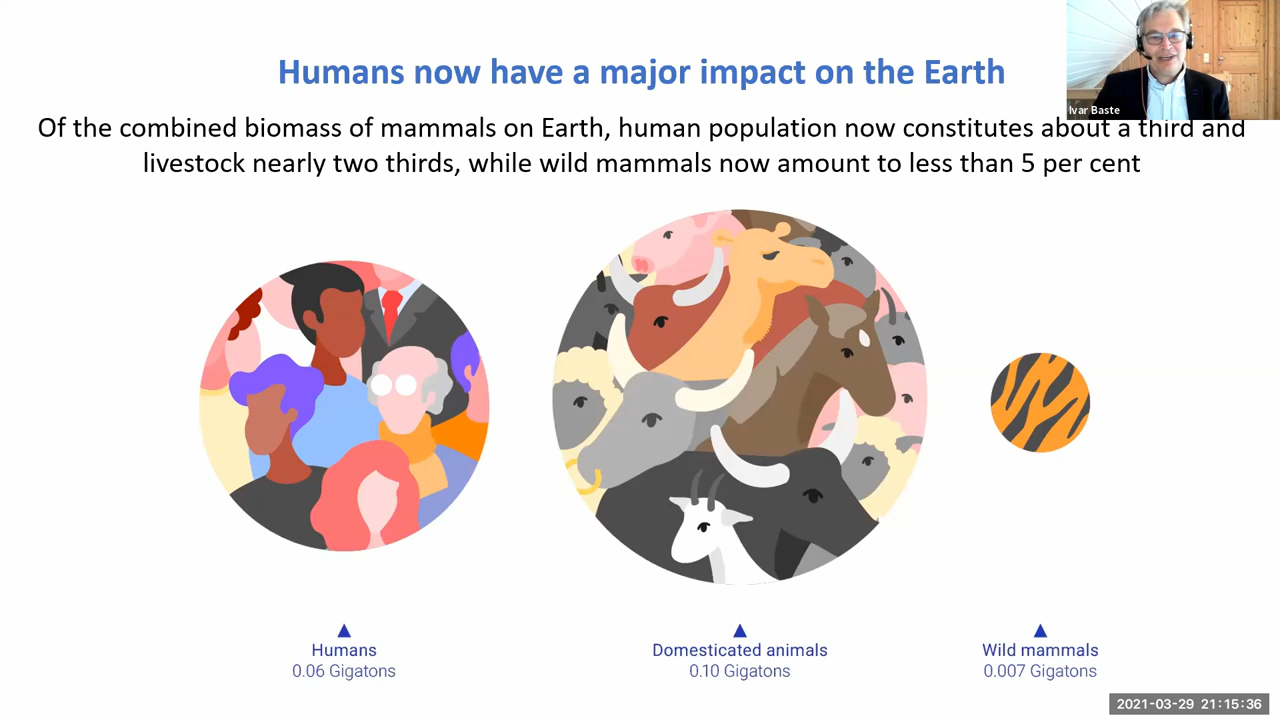 Humans now have a major impact on the Earth
Ivar Baste
Of the combined biomass of mammals on Earth, human population now constitutes about a third and
livestock nearly two thirds, while wild mammals now amount to less than 5 per cent
Humans
0.06 Gigatons
Domesticated animals
0.10 Gigatons
Wild mammals
0.007 Gigatons
2021-03-29 21:15:36